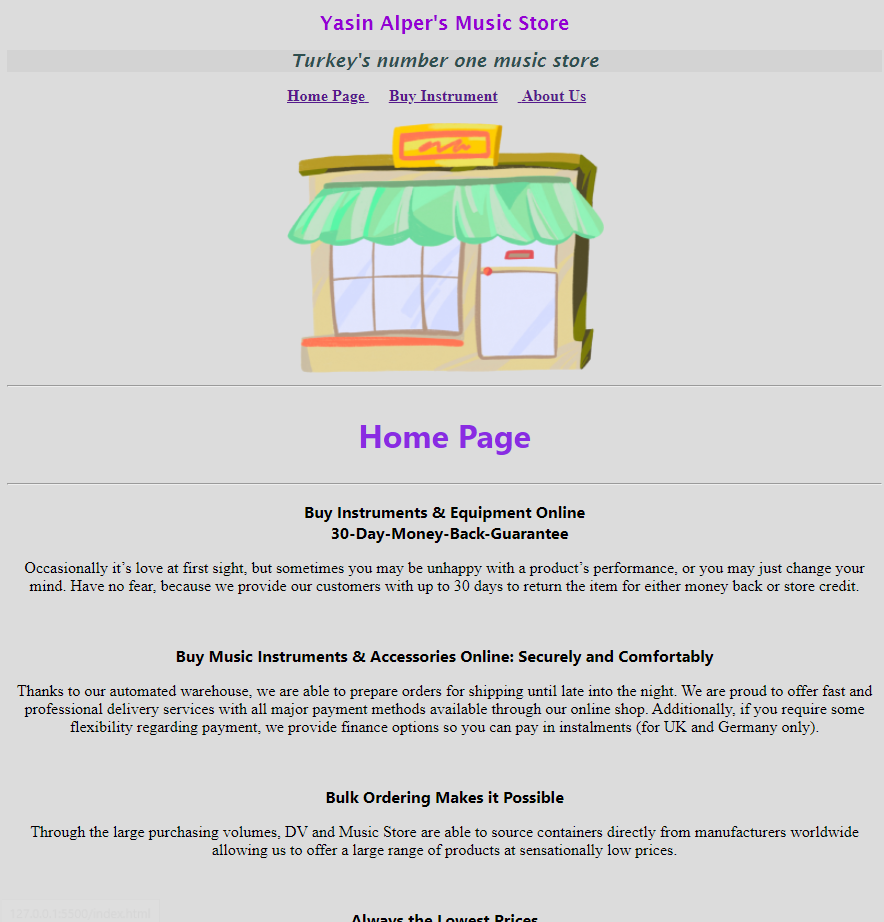 Yasin Alper's Music Store
Turkey's number one music store
Home Page Buy Instrument About Us
Home Page
Buy Instruments & Equipment Online
30-Day-Money-Back-Guarantee
Occasionally it’s love at first sight, but sometimes you may be unhappy with a product’s performance, or you may just change your
mind. Have no fear, because we provide our customers with up to 30 days to return the item for either money back or store credit.
Buy Music Instruments & Accessories Online: Securely and Comfortably
Thanks to our automated warehouse, we are able to prepare orders for shipping until late into the night. We are proud to offer fast and
professional delivery services with all major payment methods available through our online shop. Additionally, if you require some
flexibility regarding payment, we provide finance options so you can pay in instalments (for UK and Germany only).
Bulk Ordering Makes it Possible
Through the large purchasing volumes, DV and Music Store are able to source containers directly from manufacturers worldwide
allowing us to offer a large range of products at sensationally low prices.
Always the Lowest Prices